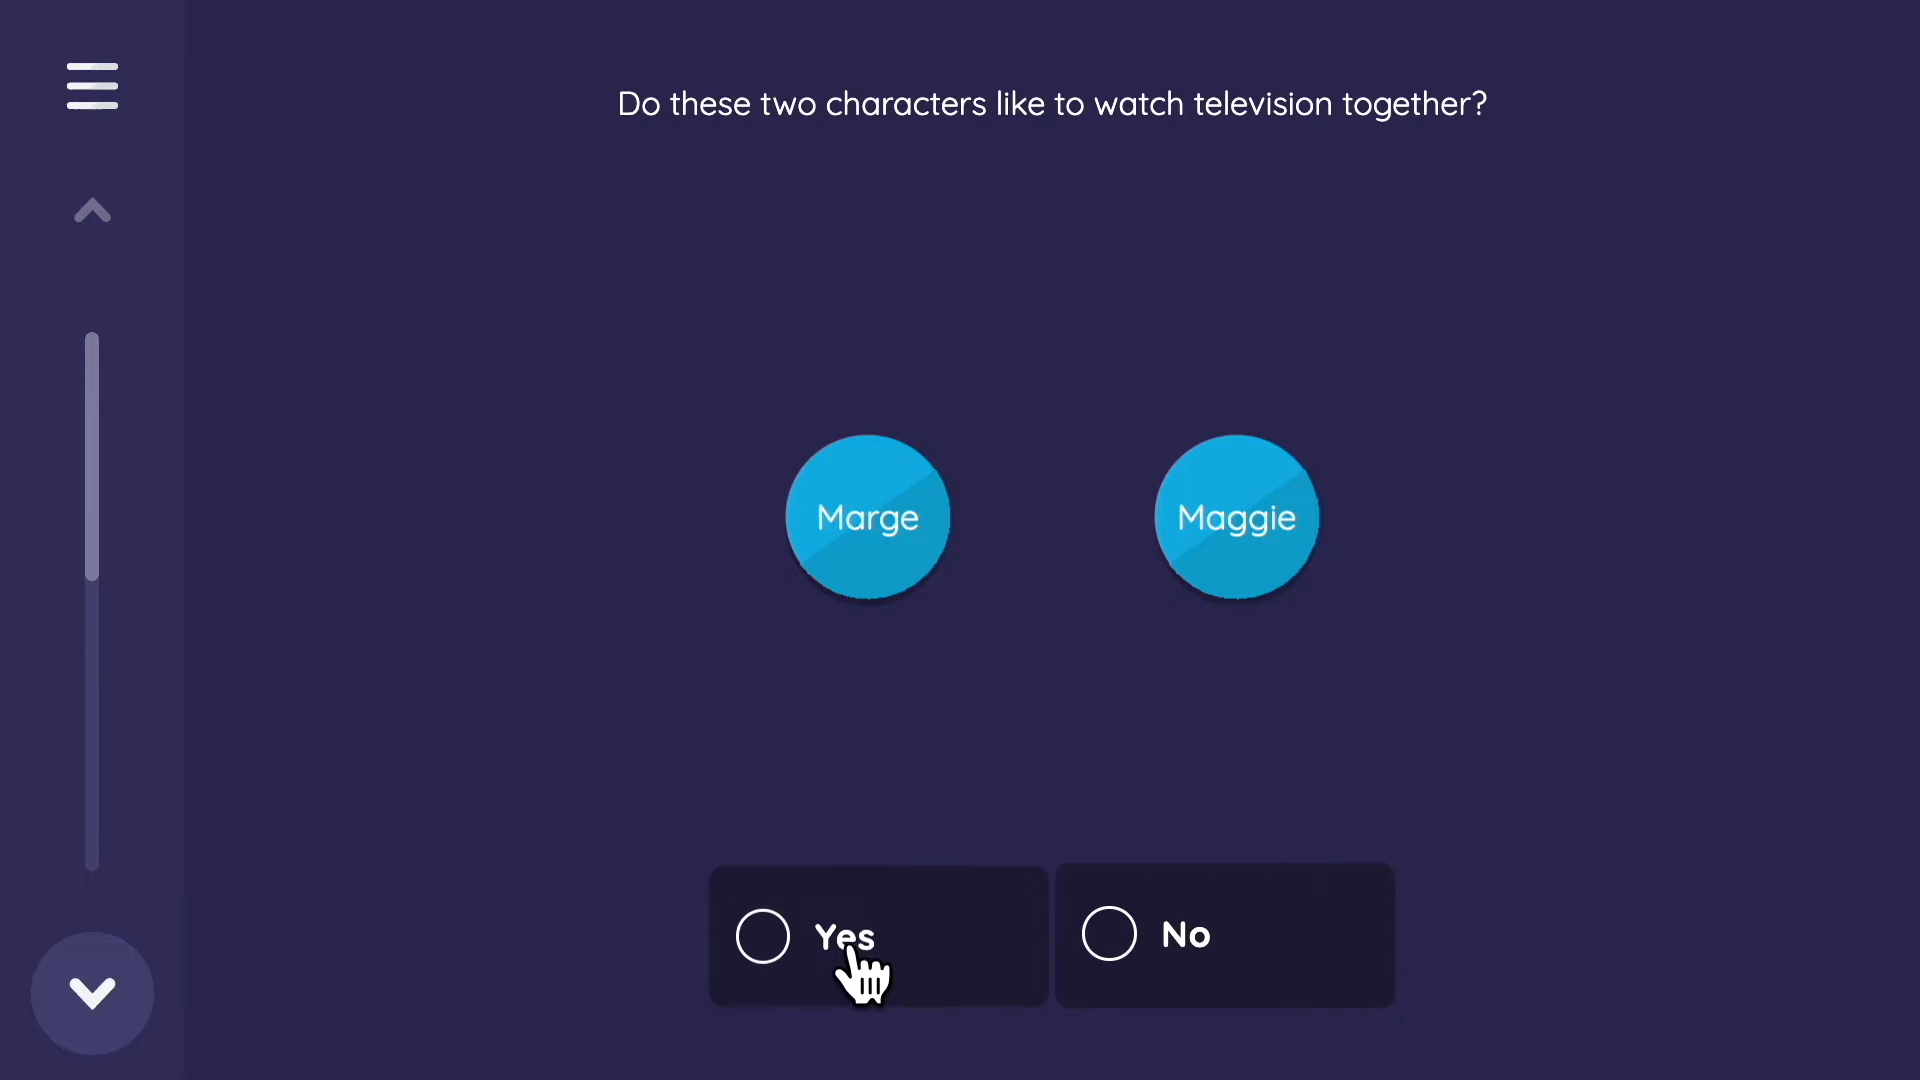 Do these two characters like to watch television together?
Marge
Maggie
Yes
No